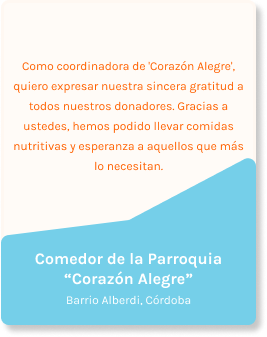 Como coordinadora de 'Corazón Alegre',
quiero expresar nuestra sincera gratitud a
todos nuestros donadores. Gracias a
ustedes, hemos podido llevar comidas
nutritivas y esperanza a aquellos que más
lo necesitan.
Comedor de la Parroquia
“Corazón Alegre”
Barrio Alberdi, Córdoba